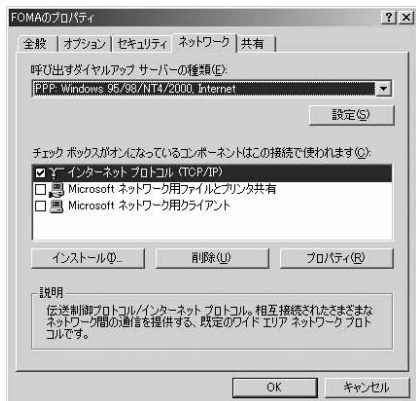 FOMAのプロパティ
全般 オプション セキュリティ ネットワーク 共有
呼び出すダイヤルアップ サーバーの種類(E):
PPP: Windows 95/98/NT4/2000, Internet
設定(S)
チェック ボックスがオンになっているコンポーネントはこの接続で使われます(C):
インターネット プロトコル (TCP/IP)
Microsoft ネットワーク用ファイルとプリンタ共有
Microsoft ネットワーク用クライアント
インストール(I)... 削除(U) プロパティ(R)
説明
伝送制御プロトコル/インターネット プロトコル。相互接続されたさまざまな
ネットワーク間の通信を提供する、既定のワイド エリア ネットワーク プロト
コルです。
OK キャンセル